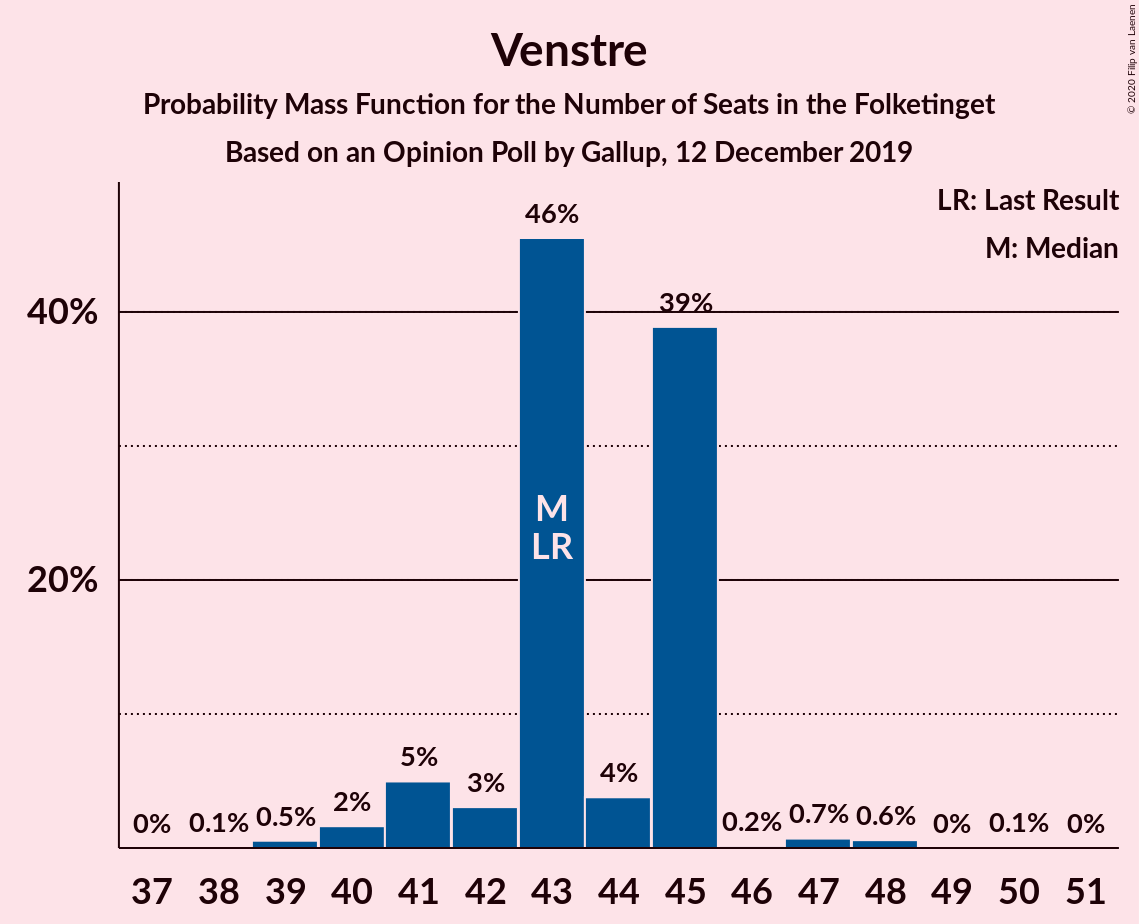 Venstre
Probability Mass Function for the Number of Seats in the Folketinget
Based on an Opinion Poll by Gallup, 12 December 2019
© 2020 Filip van Laenen
LR: Last Result
M: Median
40%
20%
0%
0.1%
0.5%
2%
5%
3%
46%
4%
39%
0.2%
0.7%
0.6%
0%
0.1%
0%
M
LR
37 38 39 40 41 42 43 44 45 46 47 48 49 50 51